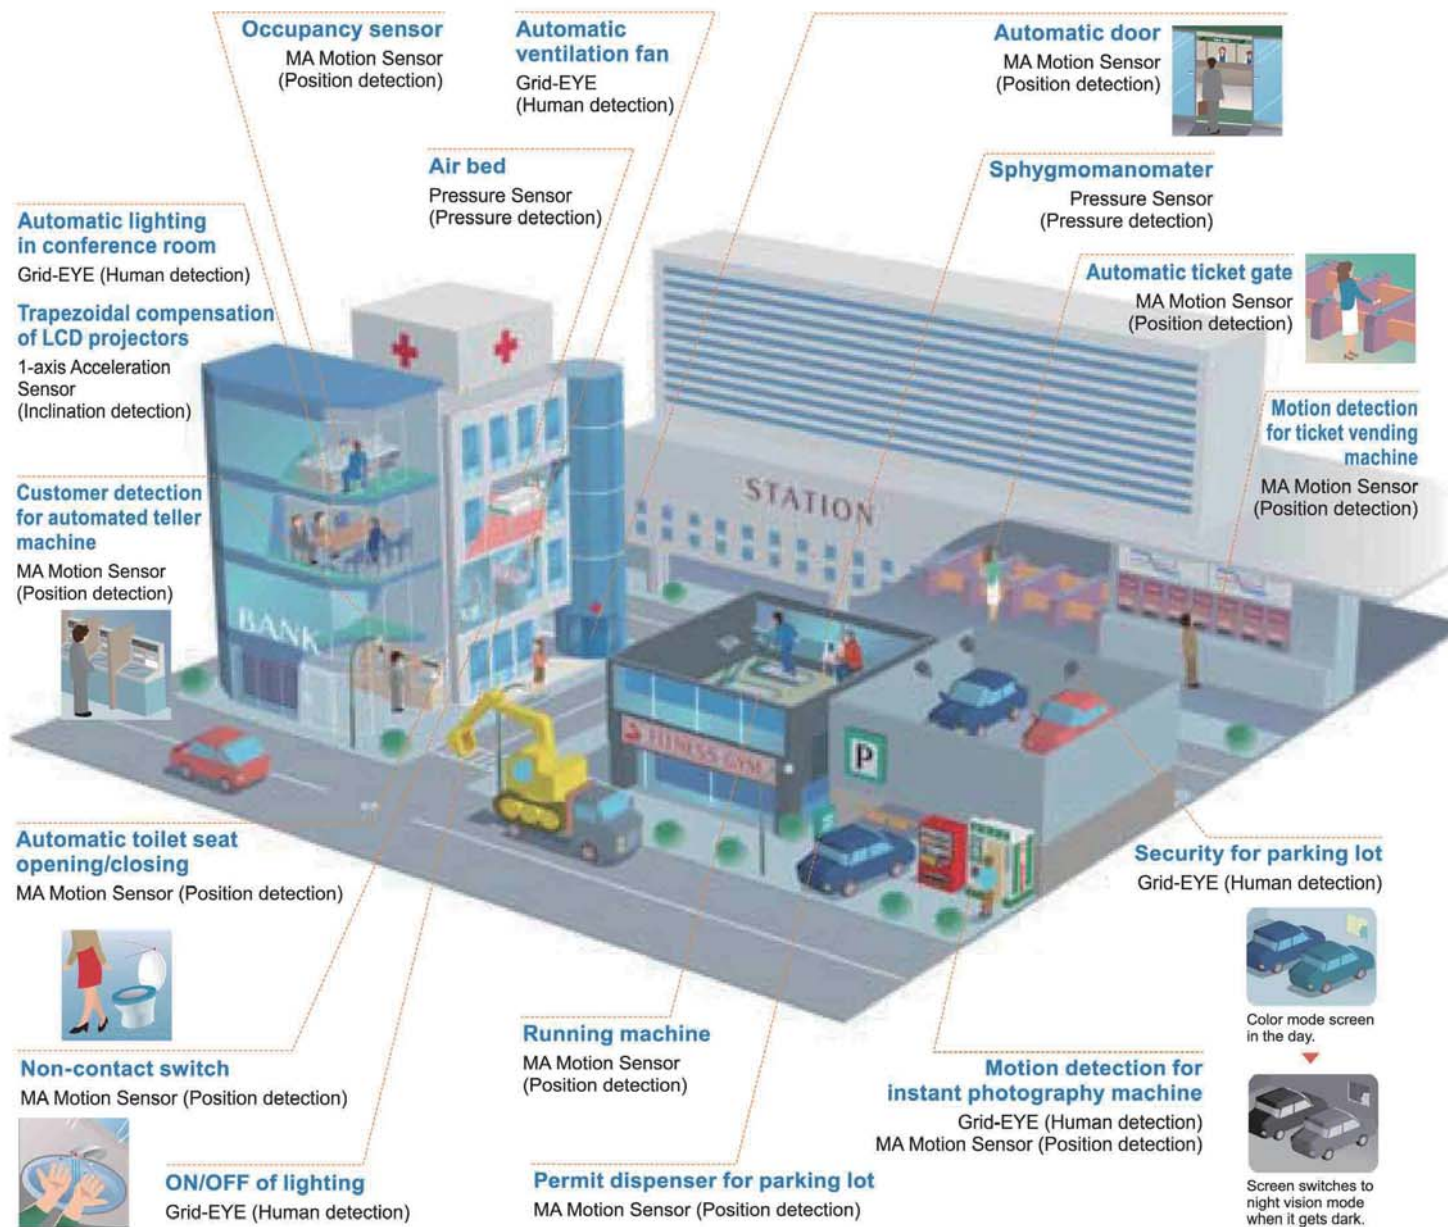 Occupancy sensor
MA Motion Sensor
(Position detection)
Automatic
ventilation fan
Grid-EYE
(Human detection)
Automatic door
MA Motion Sensor
(Position detection)
Air bed
Pressure Sensor
(Pressure detection)
Sphygmomanomater
Pressure Sensor
(Pressure detection)
Automatic lighting
in conference room
Grid-EYE (Human detection)
Trapezoidal compensation
of LCD projectors
1-axis Acceleration
Sensor
(Inclination detection)
Automatic ticket gate
MA Motion Sensor
(Position detection)
Motion detection
for ticket vending
machine
MA Motion Sensor
(Position detection)
Customer detection
for automated teller
machine
MA Motion Sensor
(Position detection)
STATION
BANK
FITNESS GYM
P
Automatic toilet seat
opening/closing
MA Motion Sensor (Position detection)
Security for parking lot
Grid-EYE (Human detection)
Color mode screen
in the day.
Screen switches to
night vision mode
when it gets dark.
Non-contact switch
MA Motion Sensor (Position detection)
Running machine
MA Motion Sensor
(Position detection)
Motion detection for
instant photography machine
Grid-EYE (Human detection)
MA Motion Sensor (Position detection)
ON/OFF of lighting
Grid-EYE (Human detection)
Permit dispenser for parking lot
MA Motion Sensor (Position detection)